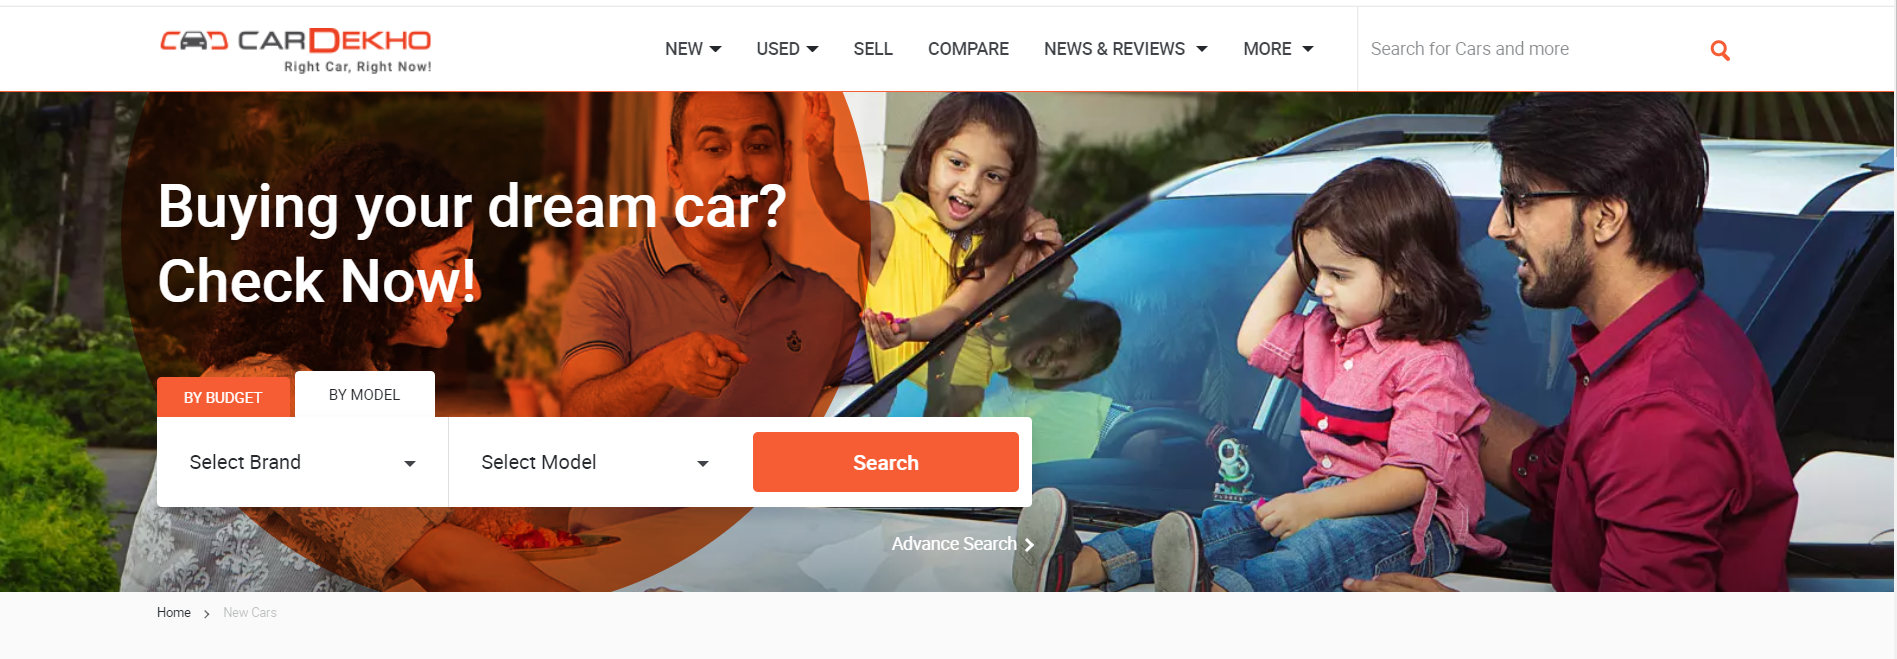 CARDEKHO
Right Car, Right Now!
NEW
USED
SELL
COMPARE
NEWS & REVIEWS
MORE
Search for Cars and more
Buying your dream car?
Check Now!
BY BUDGET
BY MODEL
Select Brand
Select Model
Search
Advance Search
Home
New Cars